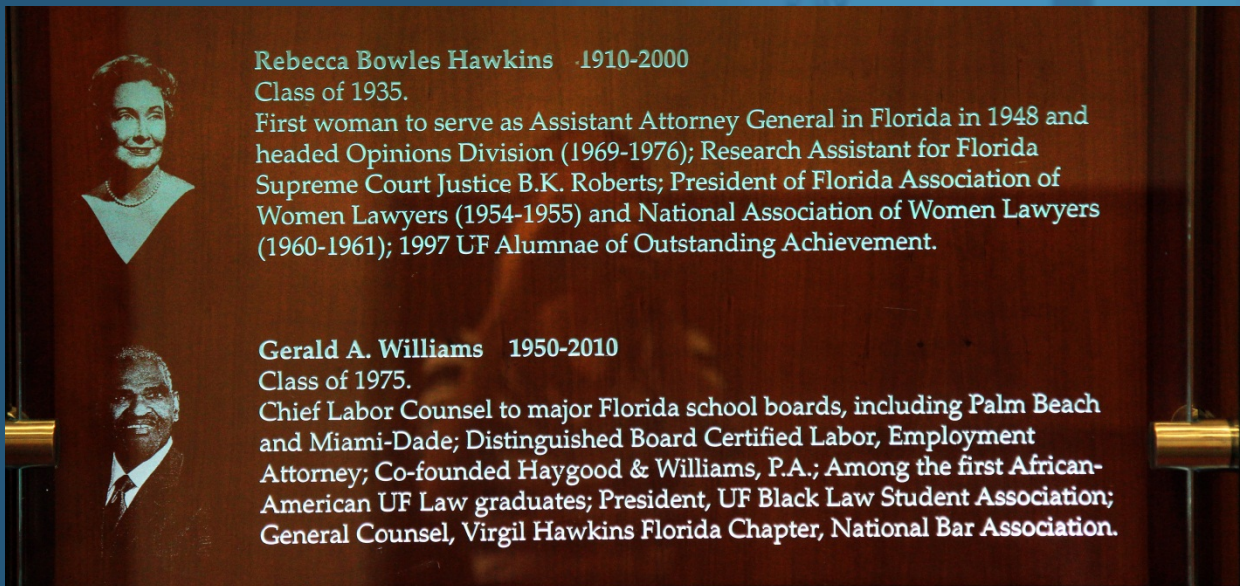 Rebecca Bowles Hawkins 1910-2000
Class of 1935.
First woman to serve as Assistant Attorney General in Florida in 1948 and
headed Opinions Division (1969-1976); Research Assistant for Florida
Supreme Court Justice B.K. Roberts; President of Florida Association of
Women Lawyers (1954-1955) and National Association of Women Lawyers
(1960-1961); 1997 UF Alumnae of Outstanding Achievement.
Gerald A. Williams 1950-2010
Class of 1975.
Chief Labor Counsel to major Florida school boards, including Palm Beach
and Miami-Dade; Distinguished Board Certified Labor, Employment
Attorney; Co-founded Haygood & Williams, P.A.; Among the first African-
American UF Law graduates; President, UF Black Law Student Association;
General Counsel, Virgil Hawkins Florida Chapter, National Bar Association.